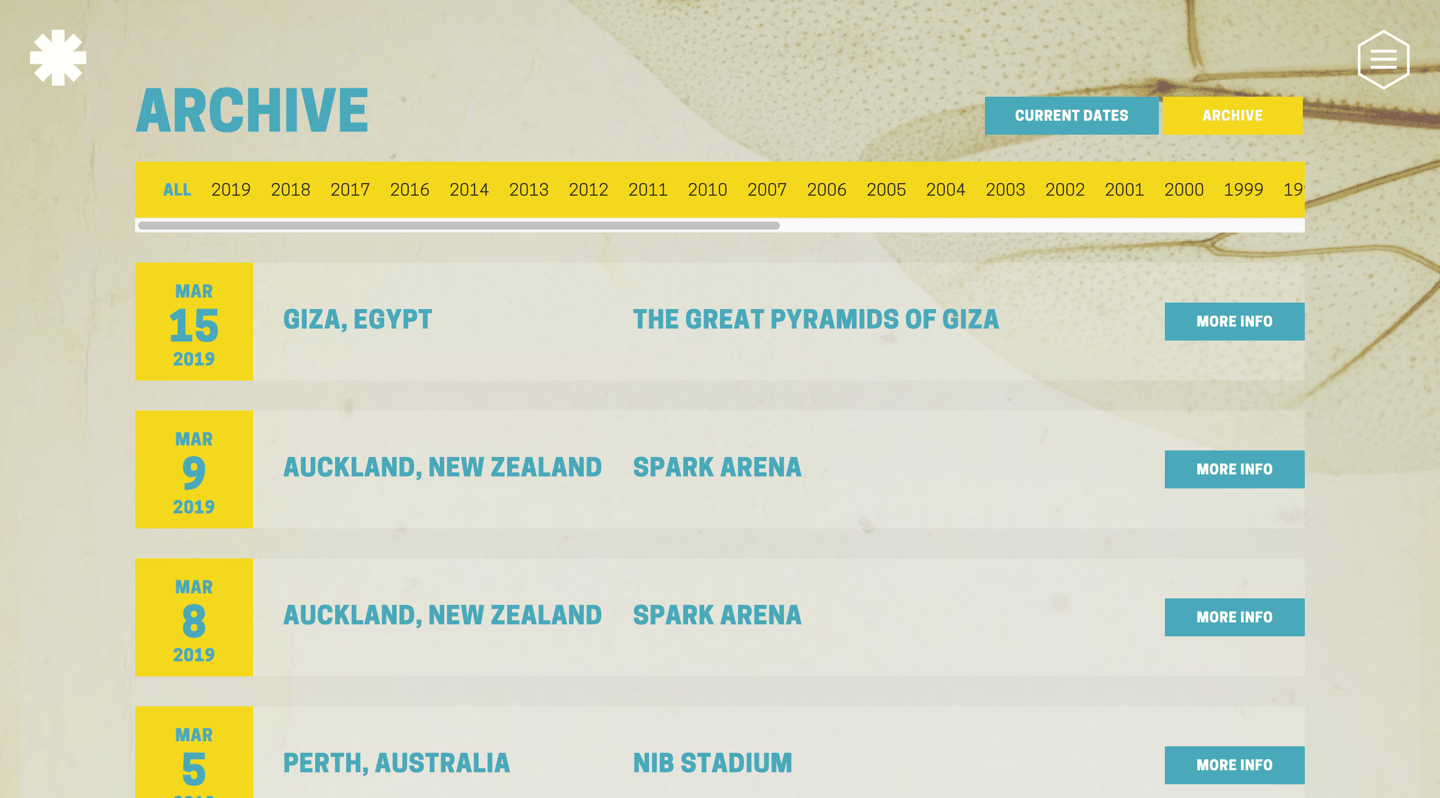 ARCHIVE
CURRENT DATES
ARCHIVE
ALL 2019 2018 2017 2016 2014 2013 2012 2011 2010 2007 2006 2005 2004 2003 2002 2001 2000 1999
MAR
15
2019
GIZA, EGYPT
THE GREAT PYRAMIDS OF GIZA
MORE INFO
MAR
9
2019
AUCKLAND, NEW ZEALAND
SPARK ARENA
MORE INFO
MAR
8
2019
AUCKLAND, NEW ZEALAND
SPARK ARENA
MORE INFO
MAR
5
PERTH, AUSTRALIA
NIB STADIUM
MORE INFO